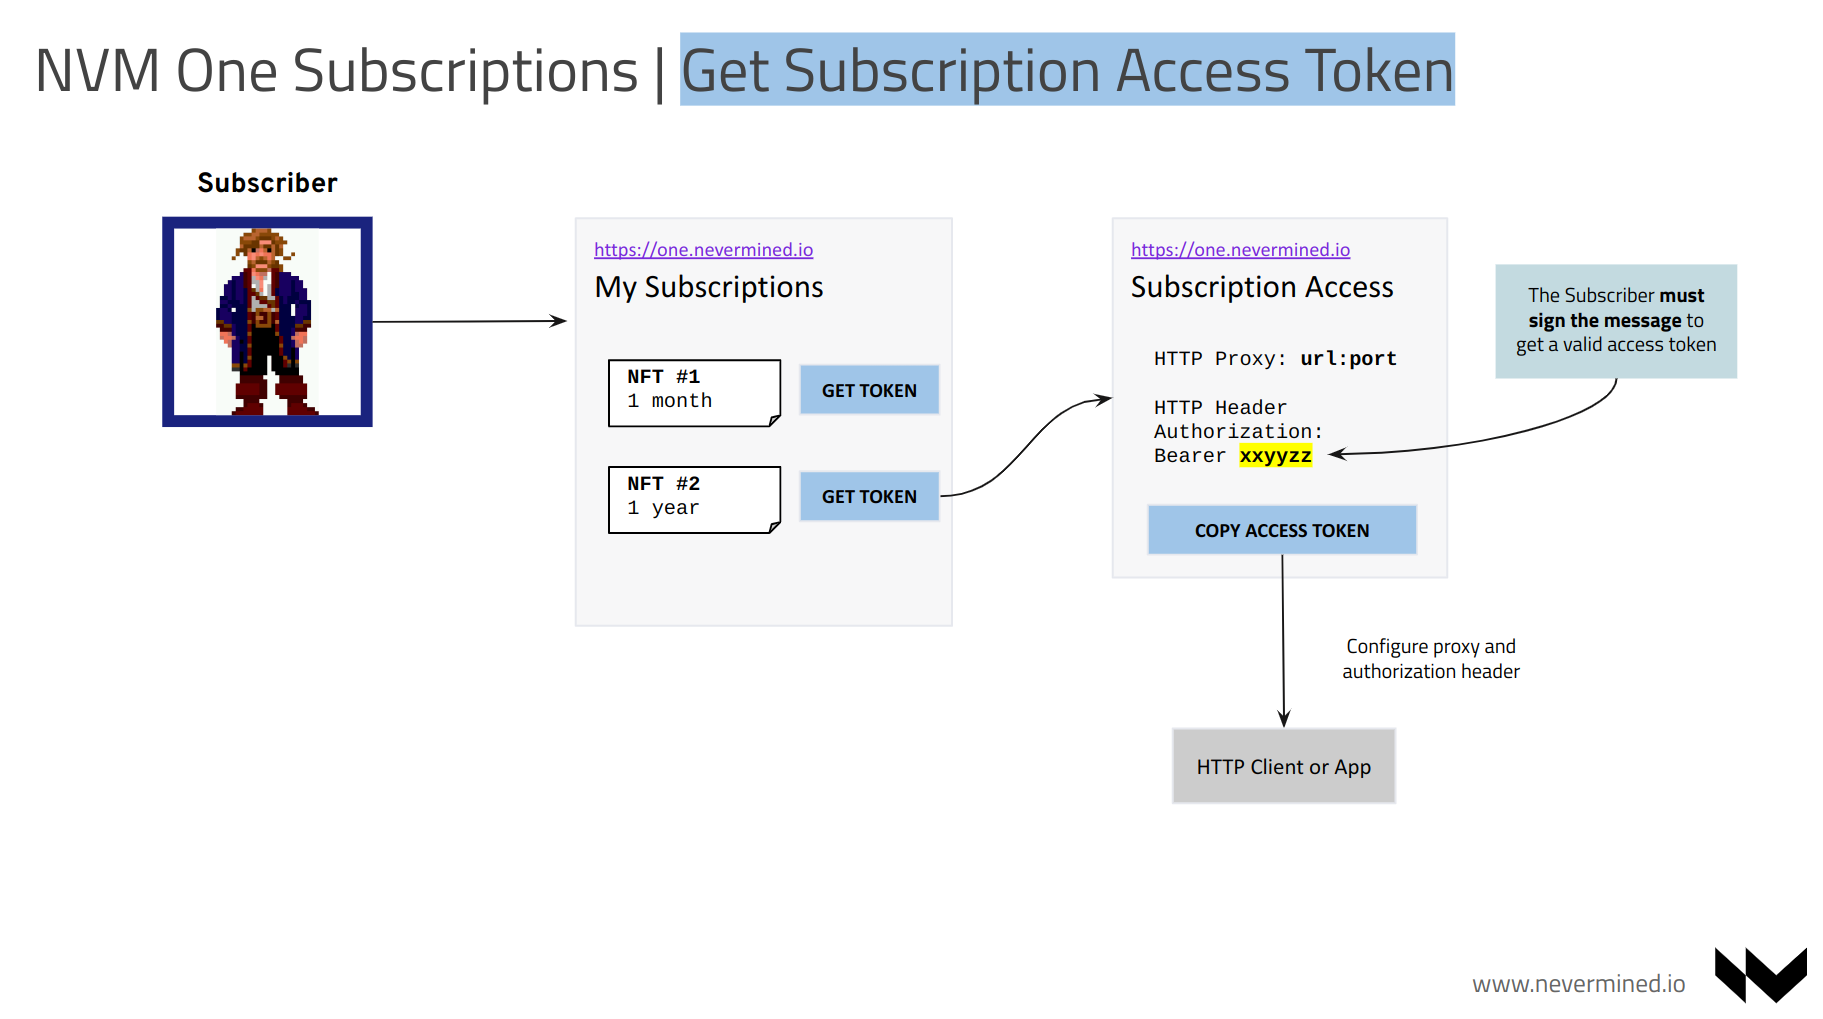 NVM One Subscriptions | Get Subscription Access Token
Subscriber
https://one.nevermined.io
My Subscriptions
NFT #1
1 month
GET TOKEN
NFT #2
1 year
GET TOKEN
https://one.nevermined.io
Subscription Access
HTTP Proxy: url:port
HTTP Header
Authorization:
Bearer xxyyzz
COPY ACCESS TOKEN
The Subscriber must
sign the message to
get a valid access token
Configure proxy and
authorization header
HTTP Client or App
www.nevermined.io